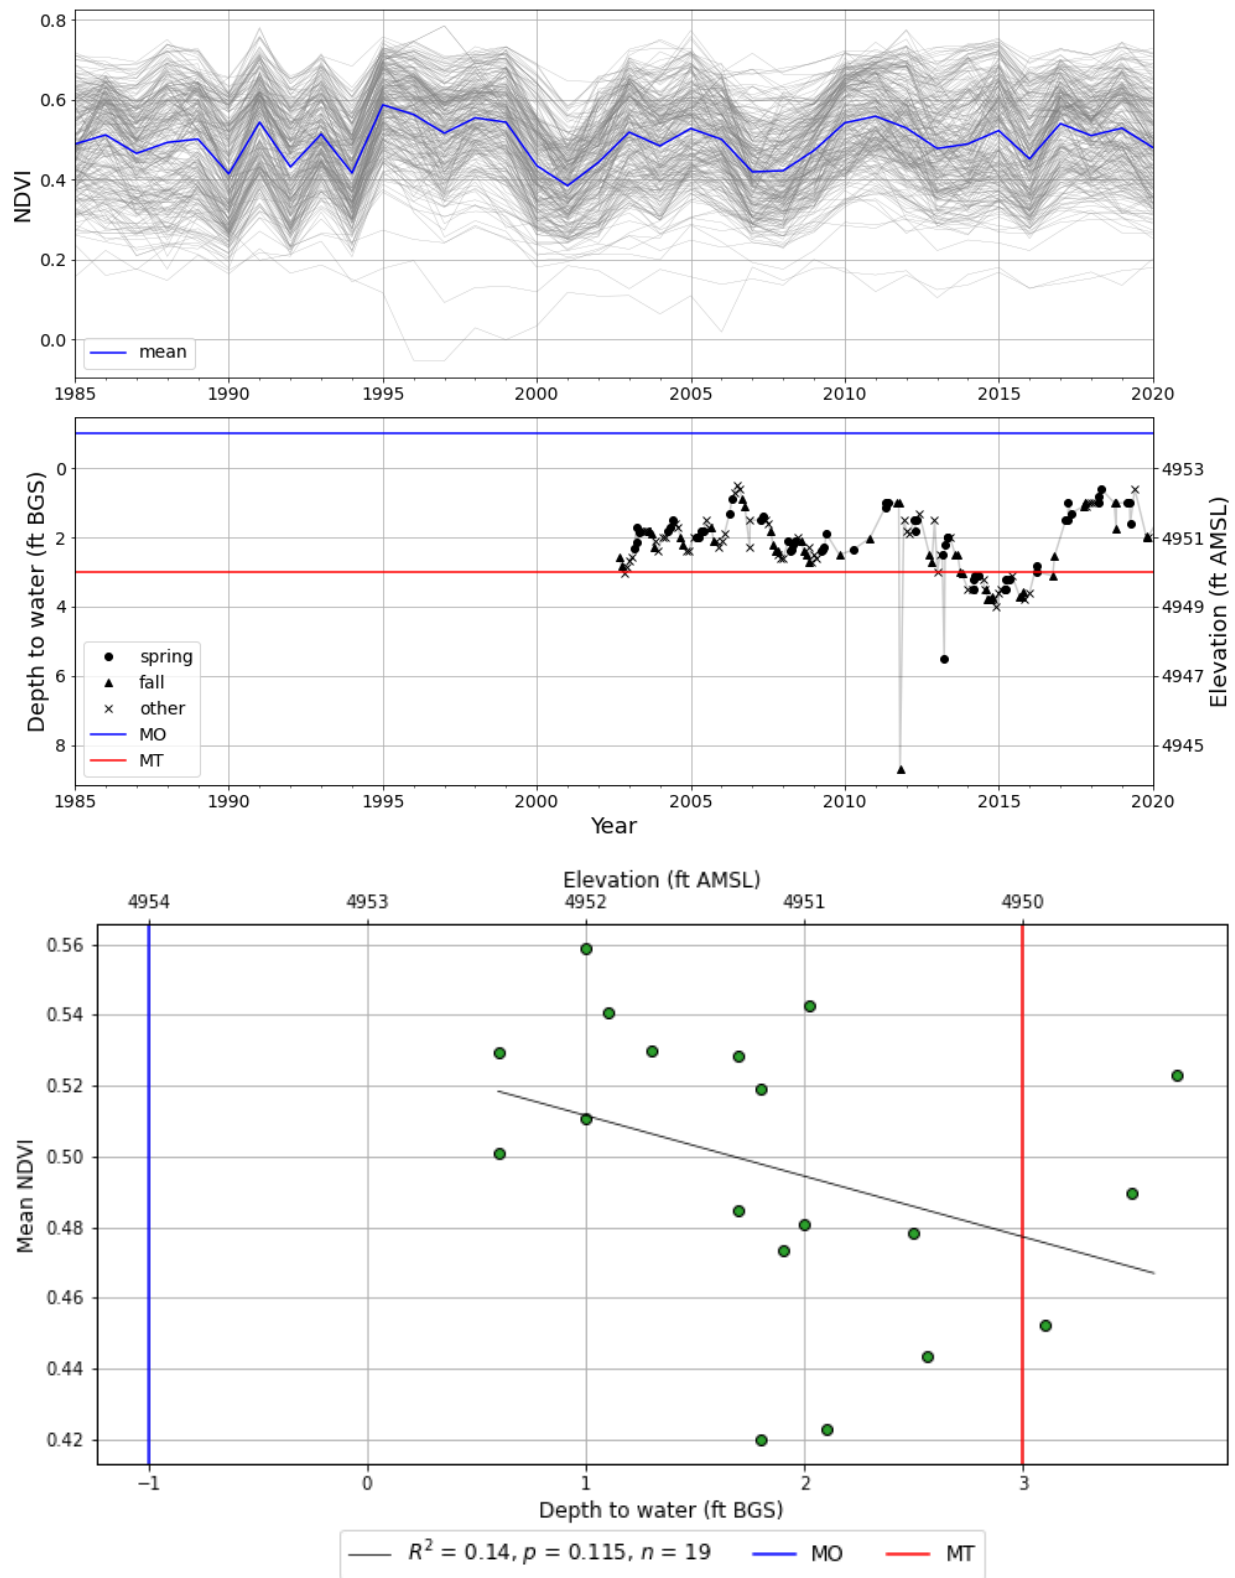 0.8
0.6
0.4
0.2
0.0
NDVI
mean
1985 1990 1995 2000 2005 2010 2015 2020
0
2
4
6
8
Depth to water (ft BGS)
4953
4951
4949
4947
4945
Elevation (ft AMSL)
spring
fall
other
MO
MT
1985 1990 1995 2000 2005 2010 2015 2020
Year
Elevation (ft AMSL)
4954 4953 4952 4951 4950
0.56
0.54
0.52
0.50
0.48
0.46
0.44
0.42
Mean NDVI
−1 0 1 2 3
Depth to water (ft BGS)
R² = 0.14, p = 0.115, n = 19 MO MT